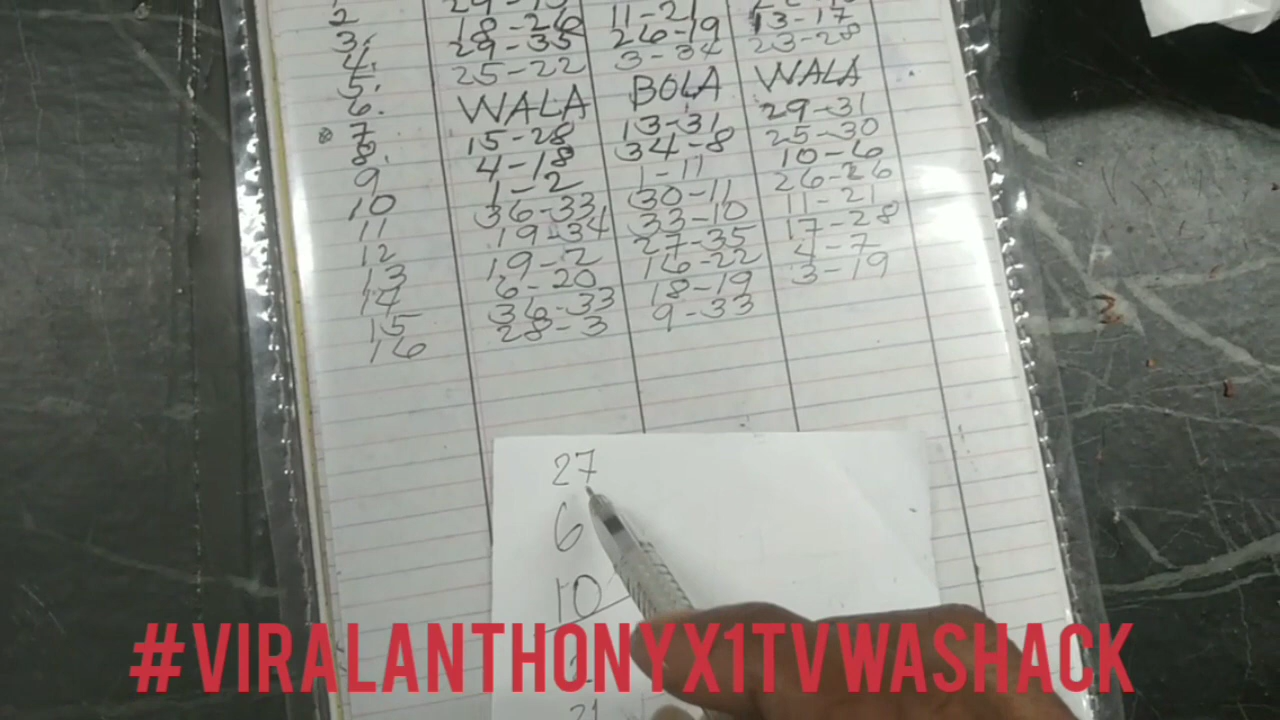 2 18-26 11-21 13-17
3. 29-35 26-19 23-28
4. 25-22 3-34
5. WALA BOLA WALA
6. 15-28 13-31 29-31
7 4-18 34-8 25-30
8. 1-2 1-11 10-6
9 36-33 30-11 26-26
10 19-34 33-10 11-21
11 19-2 27-35 17-28
12 6-20 16-22 4-7
13 36-33 18-19 3-19
14 28-3 9-33
15
16
27
6
10
21
#VIRALANTHONYX1TVWASHACK